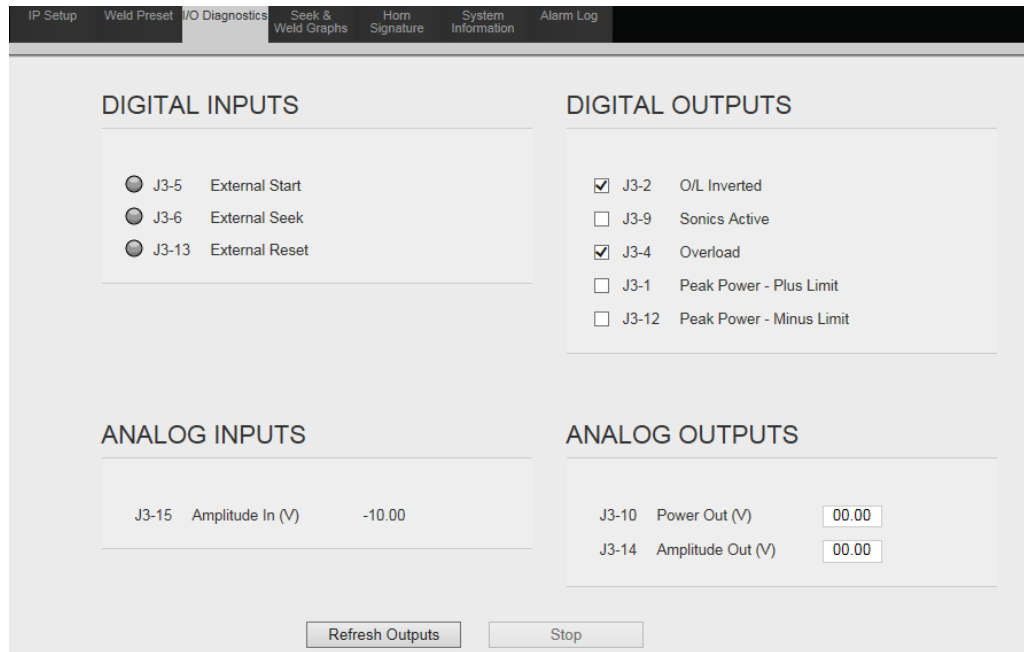 IP Setup
Weld Preset
I/O Diagnostics
Seek &
Weld Graphs
Horn
Signature
System
Information
Alarm Log
DIGITAL INPUTS
J3-5 External Start
J3-6 External Seek
J3-13 External Reset
DIGITAL OUTPUTS
J3-2 O/L Inverted
J3-9 Sonics Active
J3-4 Overload
J3-1 Peak Power - Plus Limit
J3-12 Peak Power - Minus Limit
ANALOG INPUTS
J3-15 Amplitude In (V) -10.00
ANALOG OUTPUTS
J3-10 Power Out (V) 00.00
J3-14 Amplitude Out (V) 00.00
Refresh Outputs
Stop